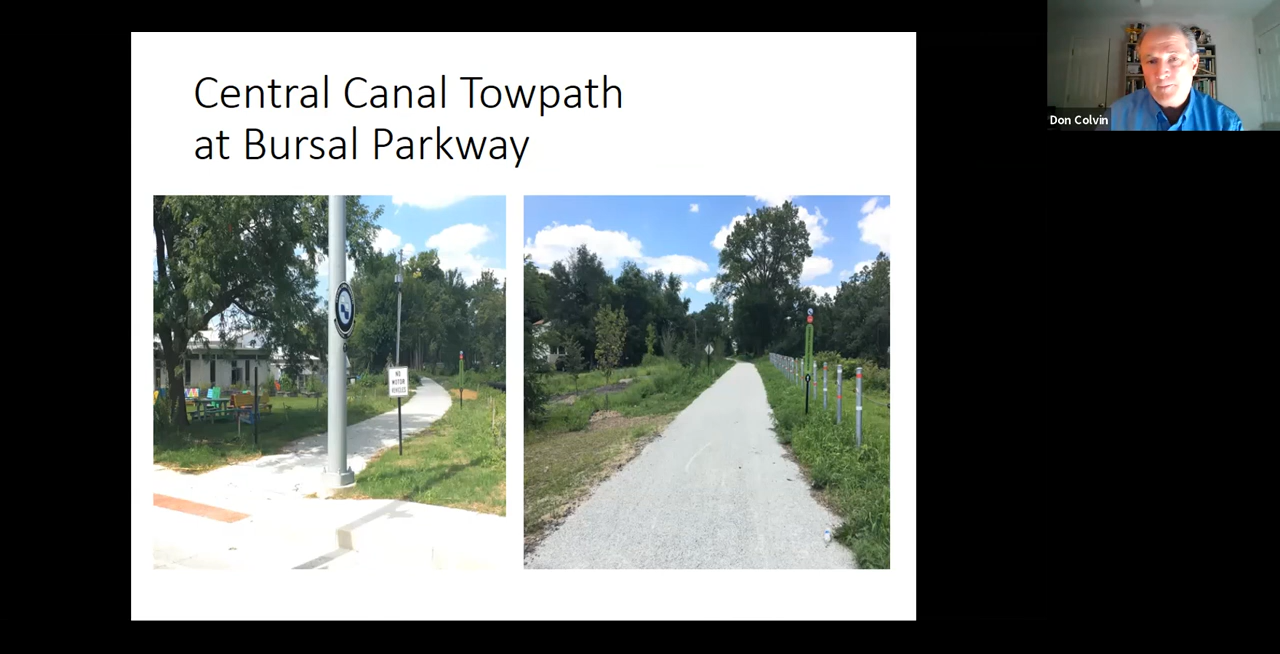 Central Canal Towpath
at Bursal Parkway
NO
MOTOR
VEHICLES
Don Colvin